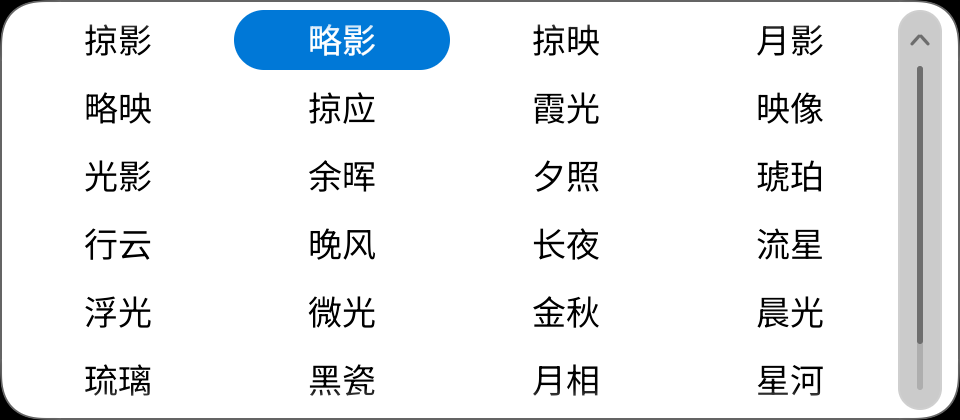 掠影 略影 掠映 月影
略映 掠应 霞光 映像
光影 余晖 夕照 琥珀
行云 晚风 长夜 流星
浮光 微光 金秋 晨光
琉璃 黑瓷 月相 星河